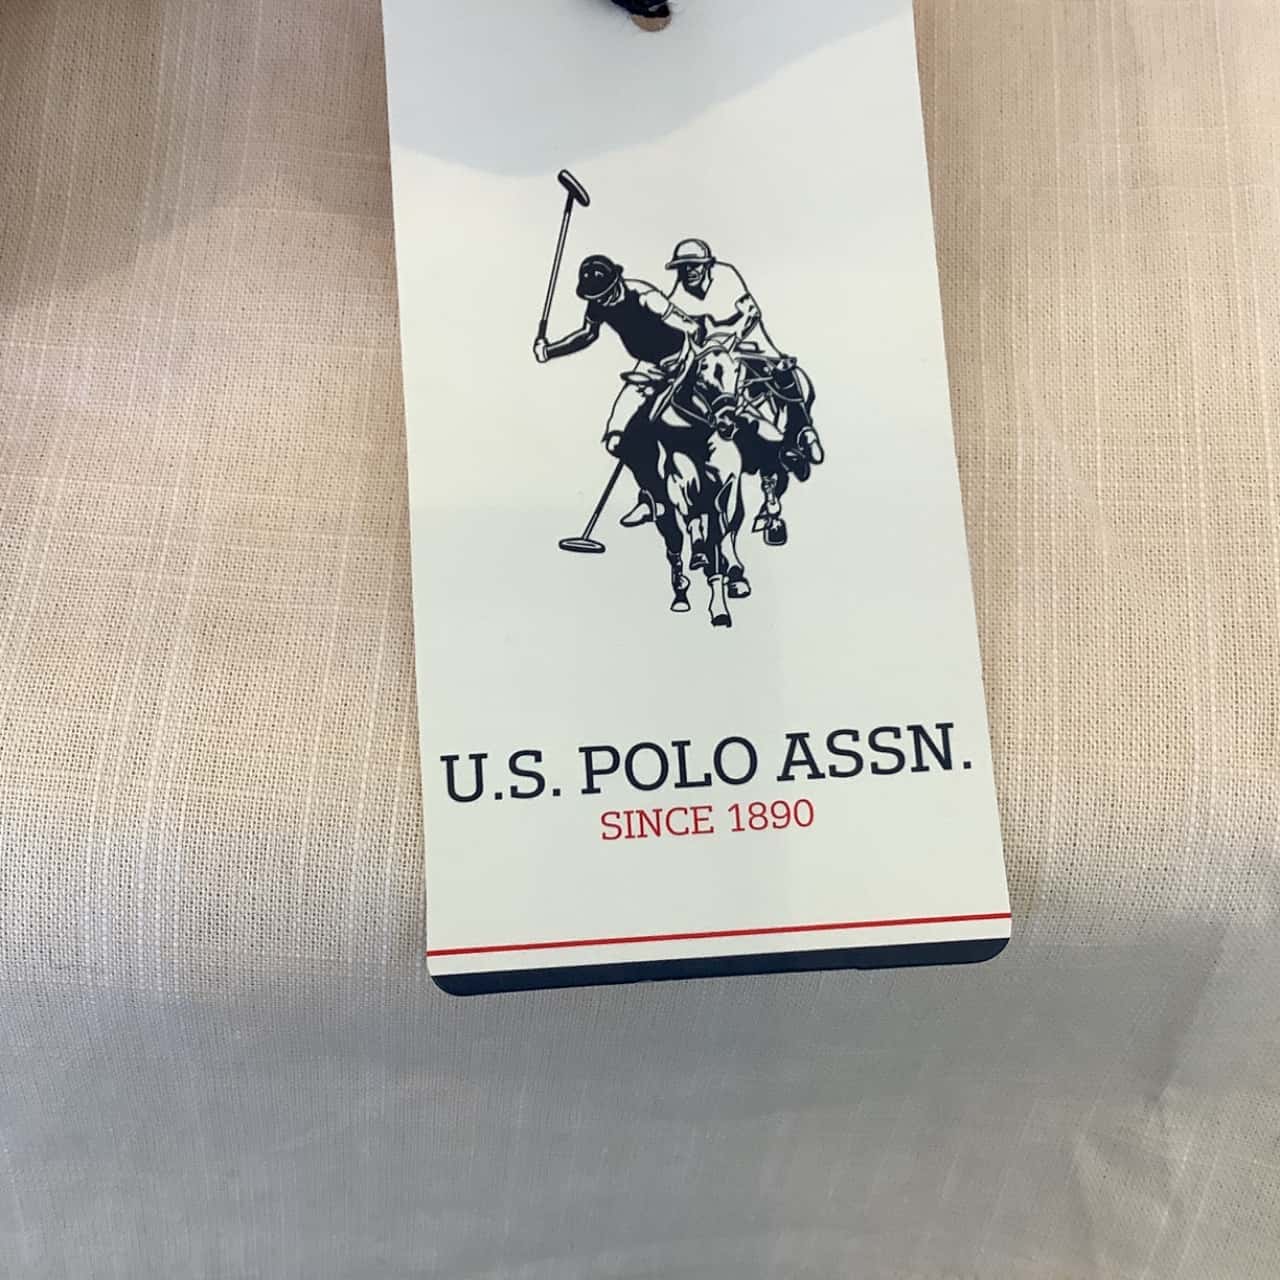 U.S. POLO ASSN.
SINCE 1890